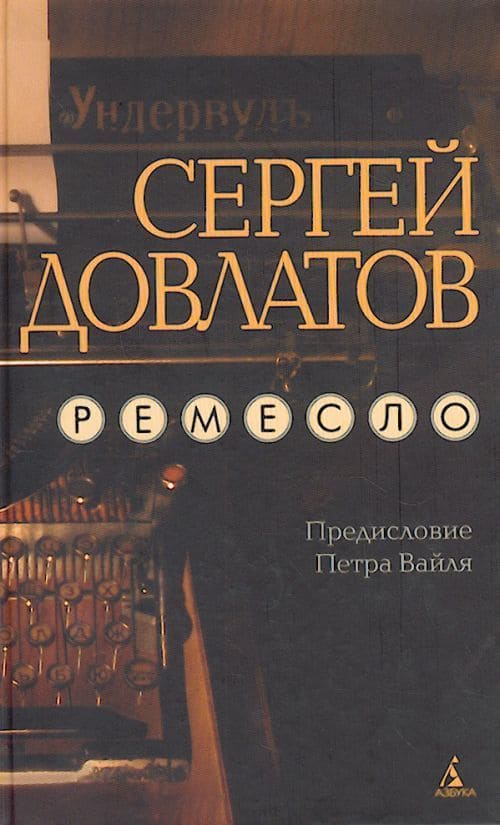 Ундервудъ
СЕРГЕЙ
ДОВЛАТОВ
РЕМЕСЛО
Предисловие
Петра Вайля
З Х
Л Д Ж
Б Ю
АЗБУКА